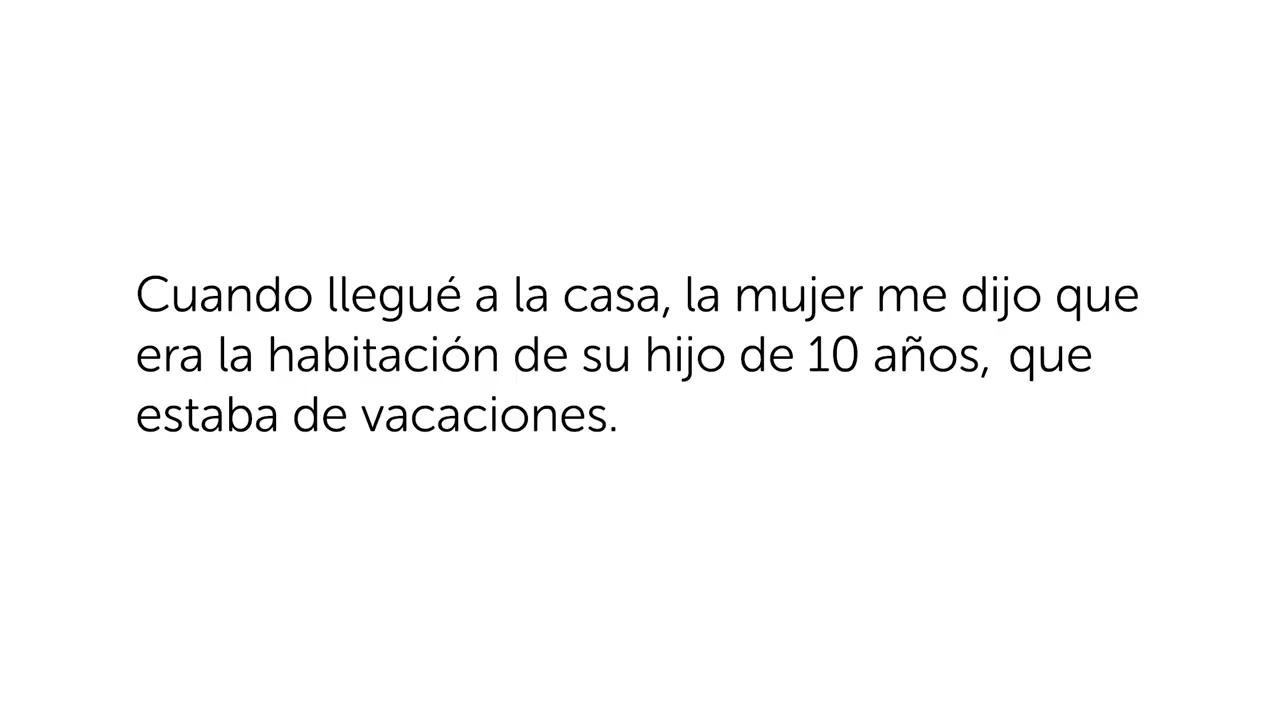 Cuando llegué a la casa, la mujer me dijo que
era la habitación de su hijo de 10 años, que
estaba de vacaciones.